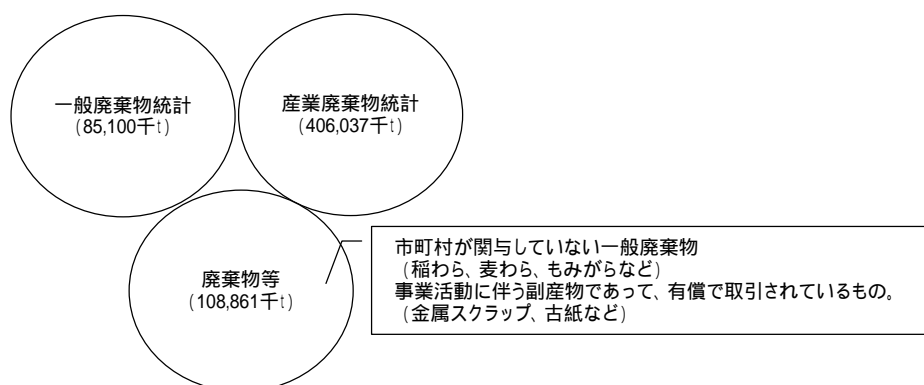 一般廃棄物統計
(85,100千t)
産業廃棄物統計
(406,037千t)
廃棄物等
(108,861千t)
市町村が関与していない一般廃棄物
(稲わら、麦わら、もみがらなど)
事業活動に伴う副産物であって、有償で取引されているもの。
(金属スクラップ、古紙など)